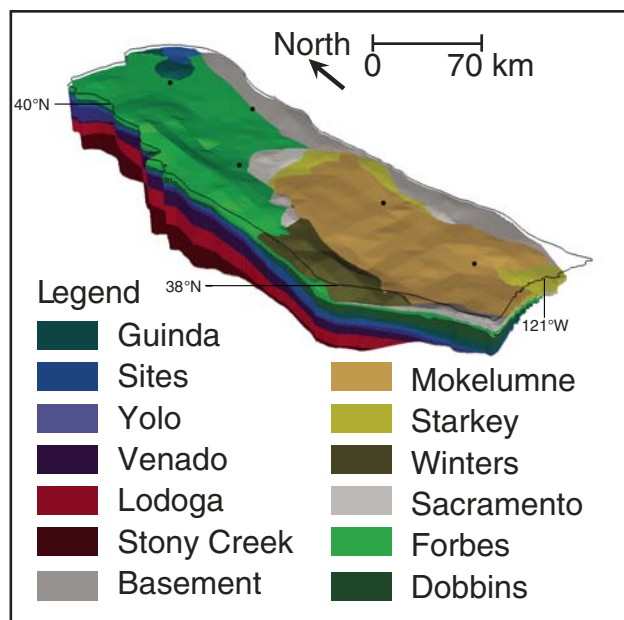 North
0 70 km
40°N
38°N
121°W
Legend
Guinda
Sites
Yolo
Venado
Lodoga
Stony Creek
Basement
Mokelumne
Starkey
Winters
Sacramento
Forbes
Dobbins